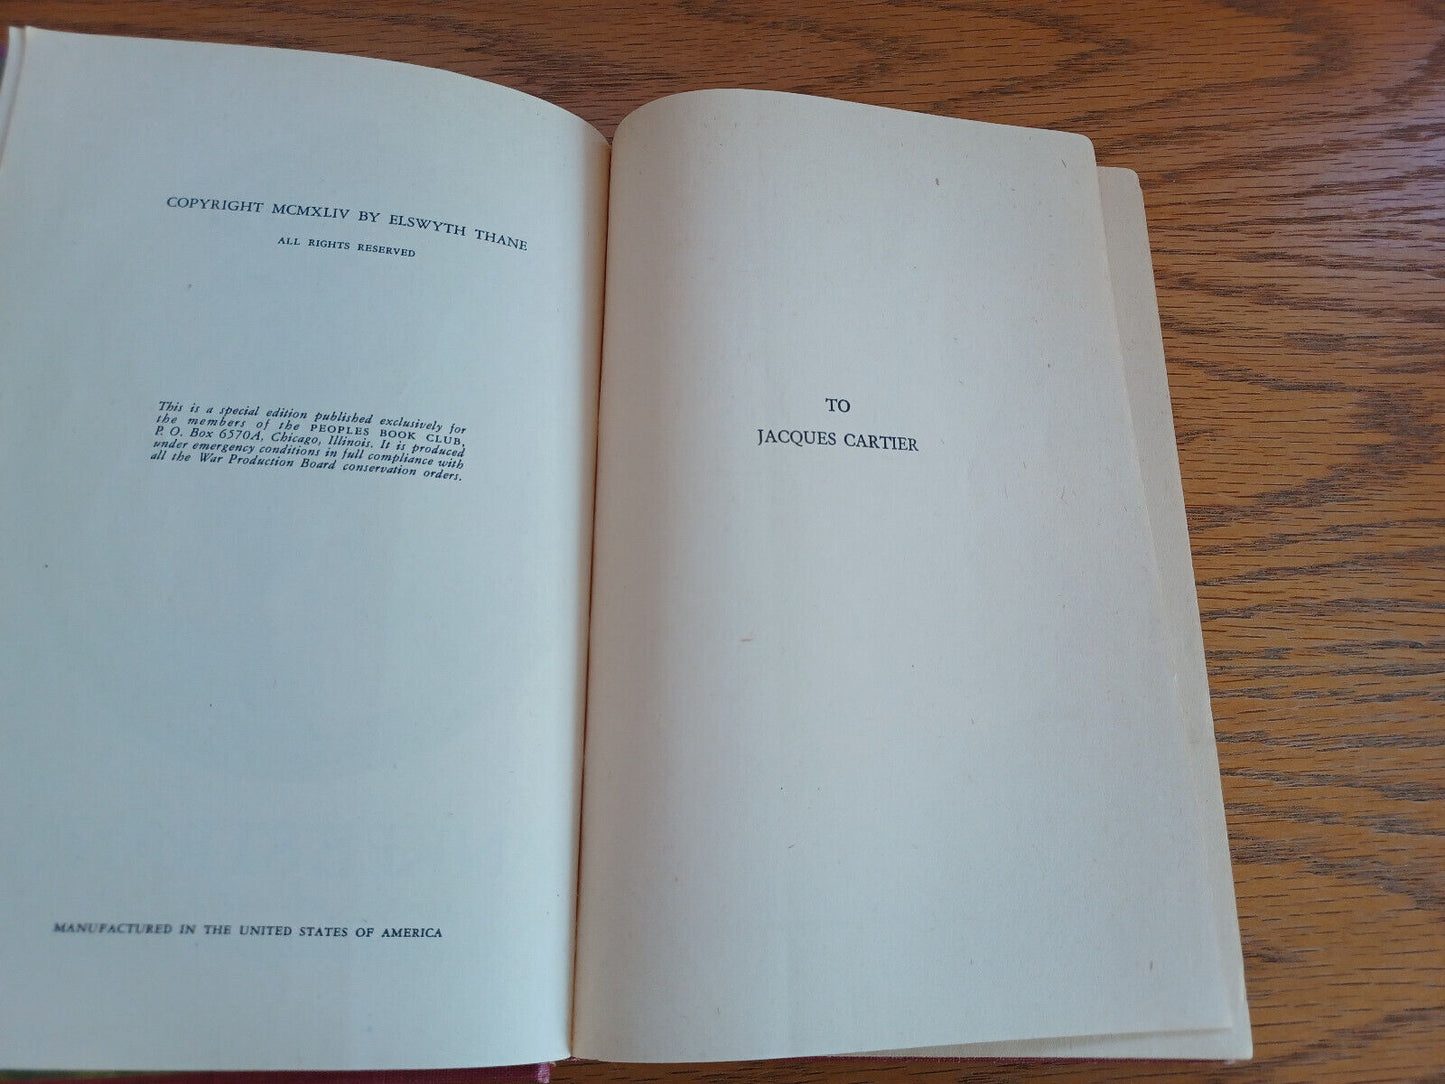 COPYRIGHT MCMXLIV BY ELSWYTH THANE
ALL RIGHTS RESERVED
This is a special edition published exclusively for
the members of the PEOPLES BOOK CLUB,
P. O. Box 6570A, Chicago, Illinois. It is produced
under emergency conditions in full compliance with
all the War Production Board conservation orders.
MANUFACTURED IN THE UNITED STATES OF AMERICA
TO
JACQUES CARTIER